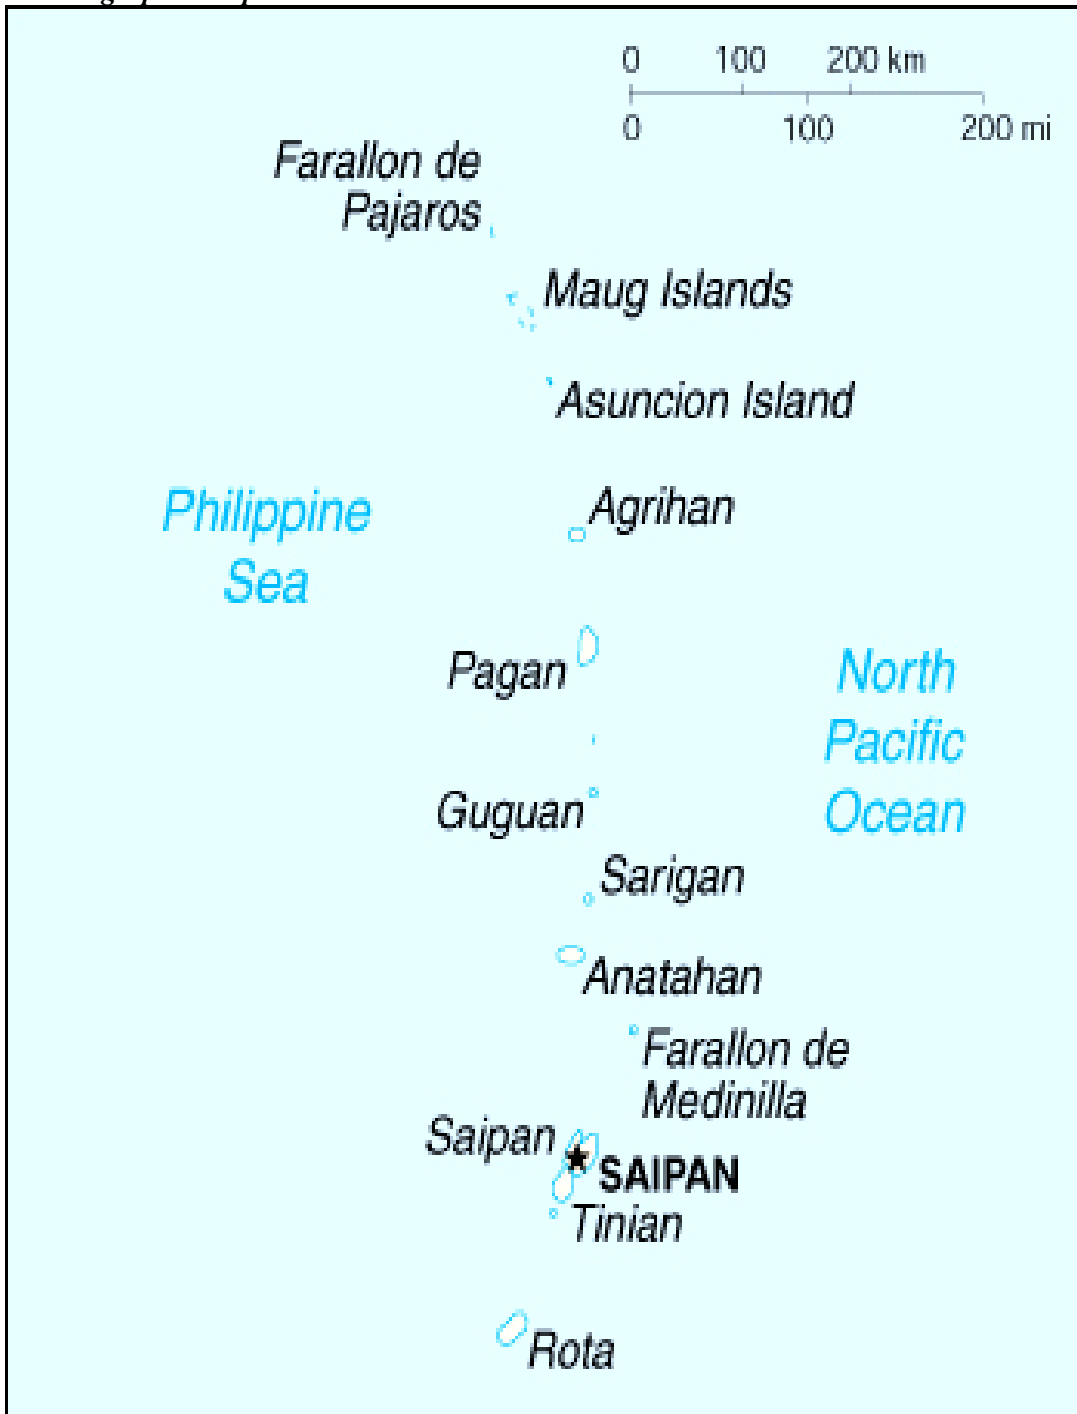 0 100 200 km
0 100 200 mi
Farallon de
Pajaros
Maug Islands
Asuncion Island
Philippine
Sea
Agrihan
Pagan
North
Pacific
Ocean
Guguan
Sarigan
Anatahan
Farallon de
Medinilla
Saipan
SAIPAN
Tinian
Rota